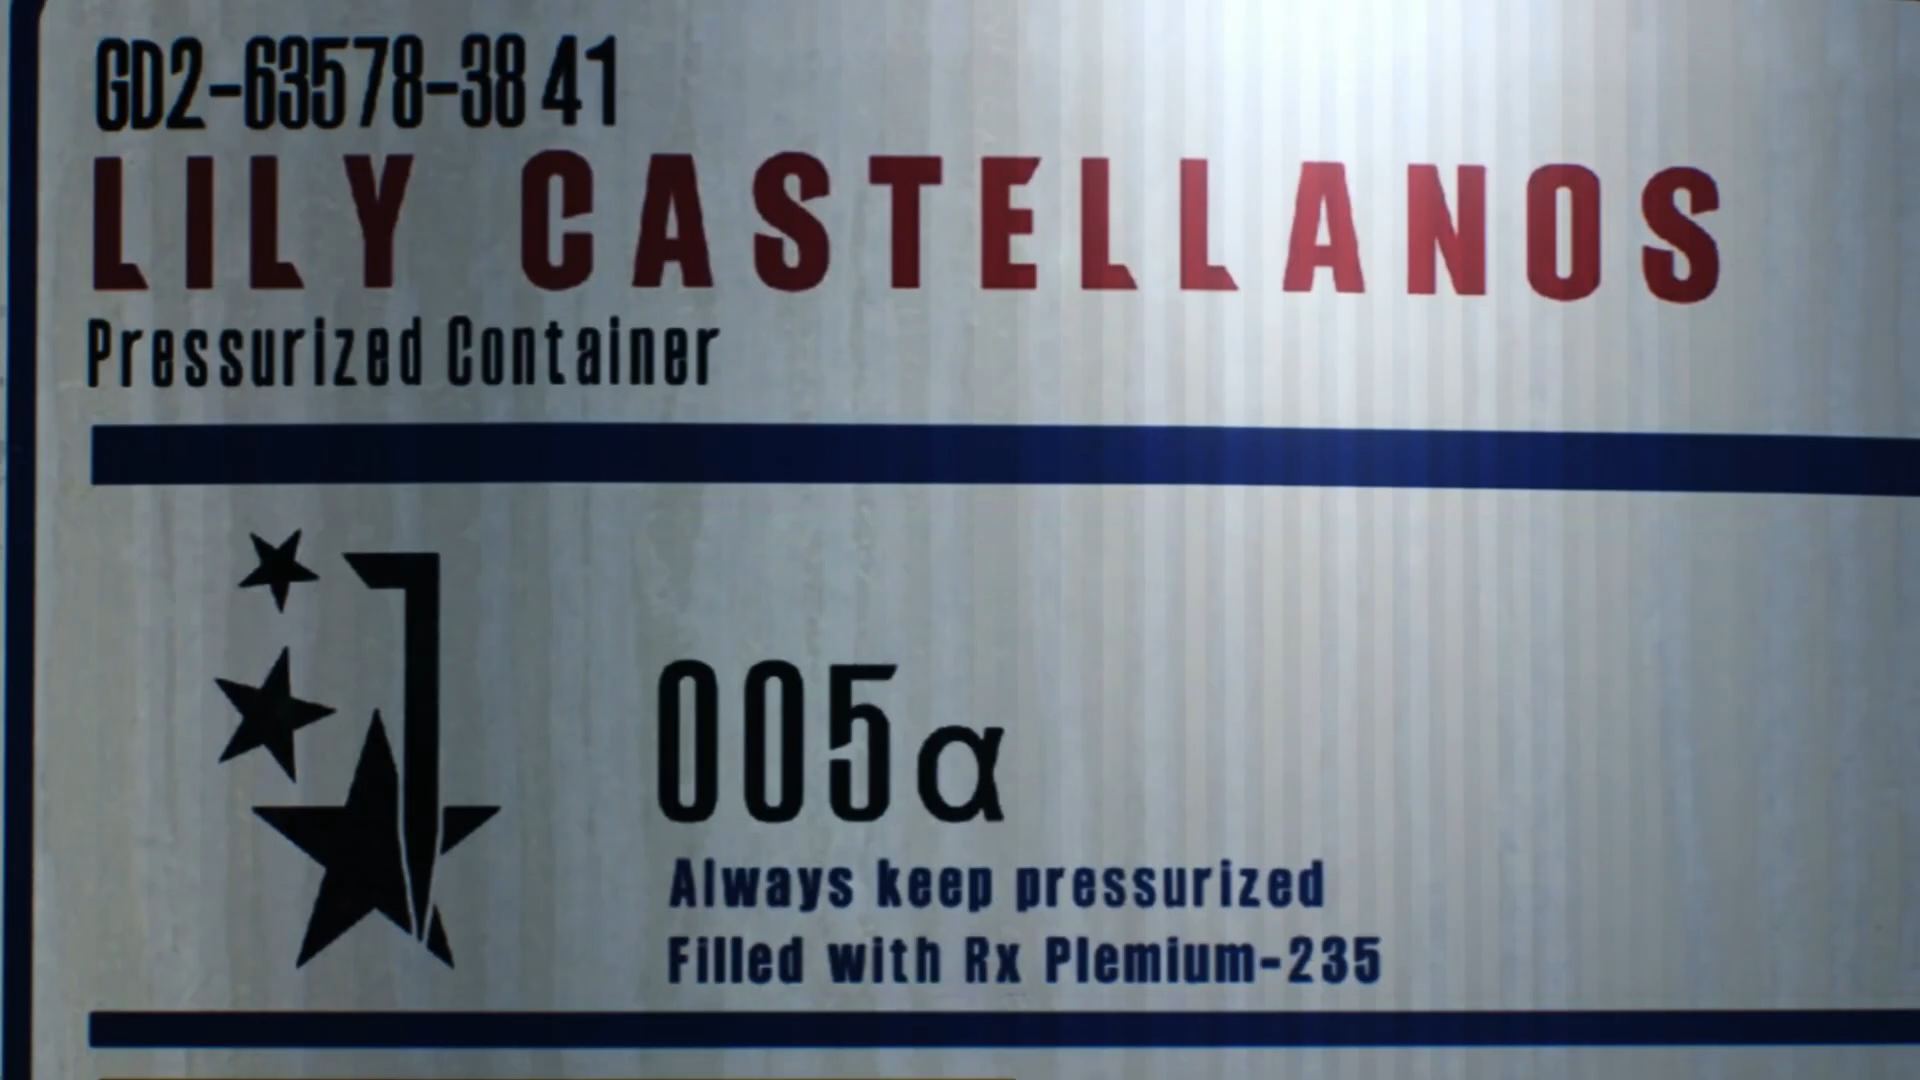 GD2-63578-38 41
LILY CASTELLANOS
Pressurized Container
005α
Always keep pressurized
Filled with Rx Plemium-235